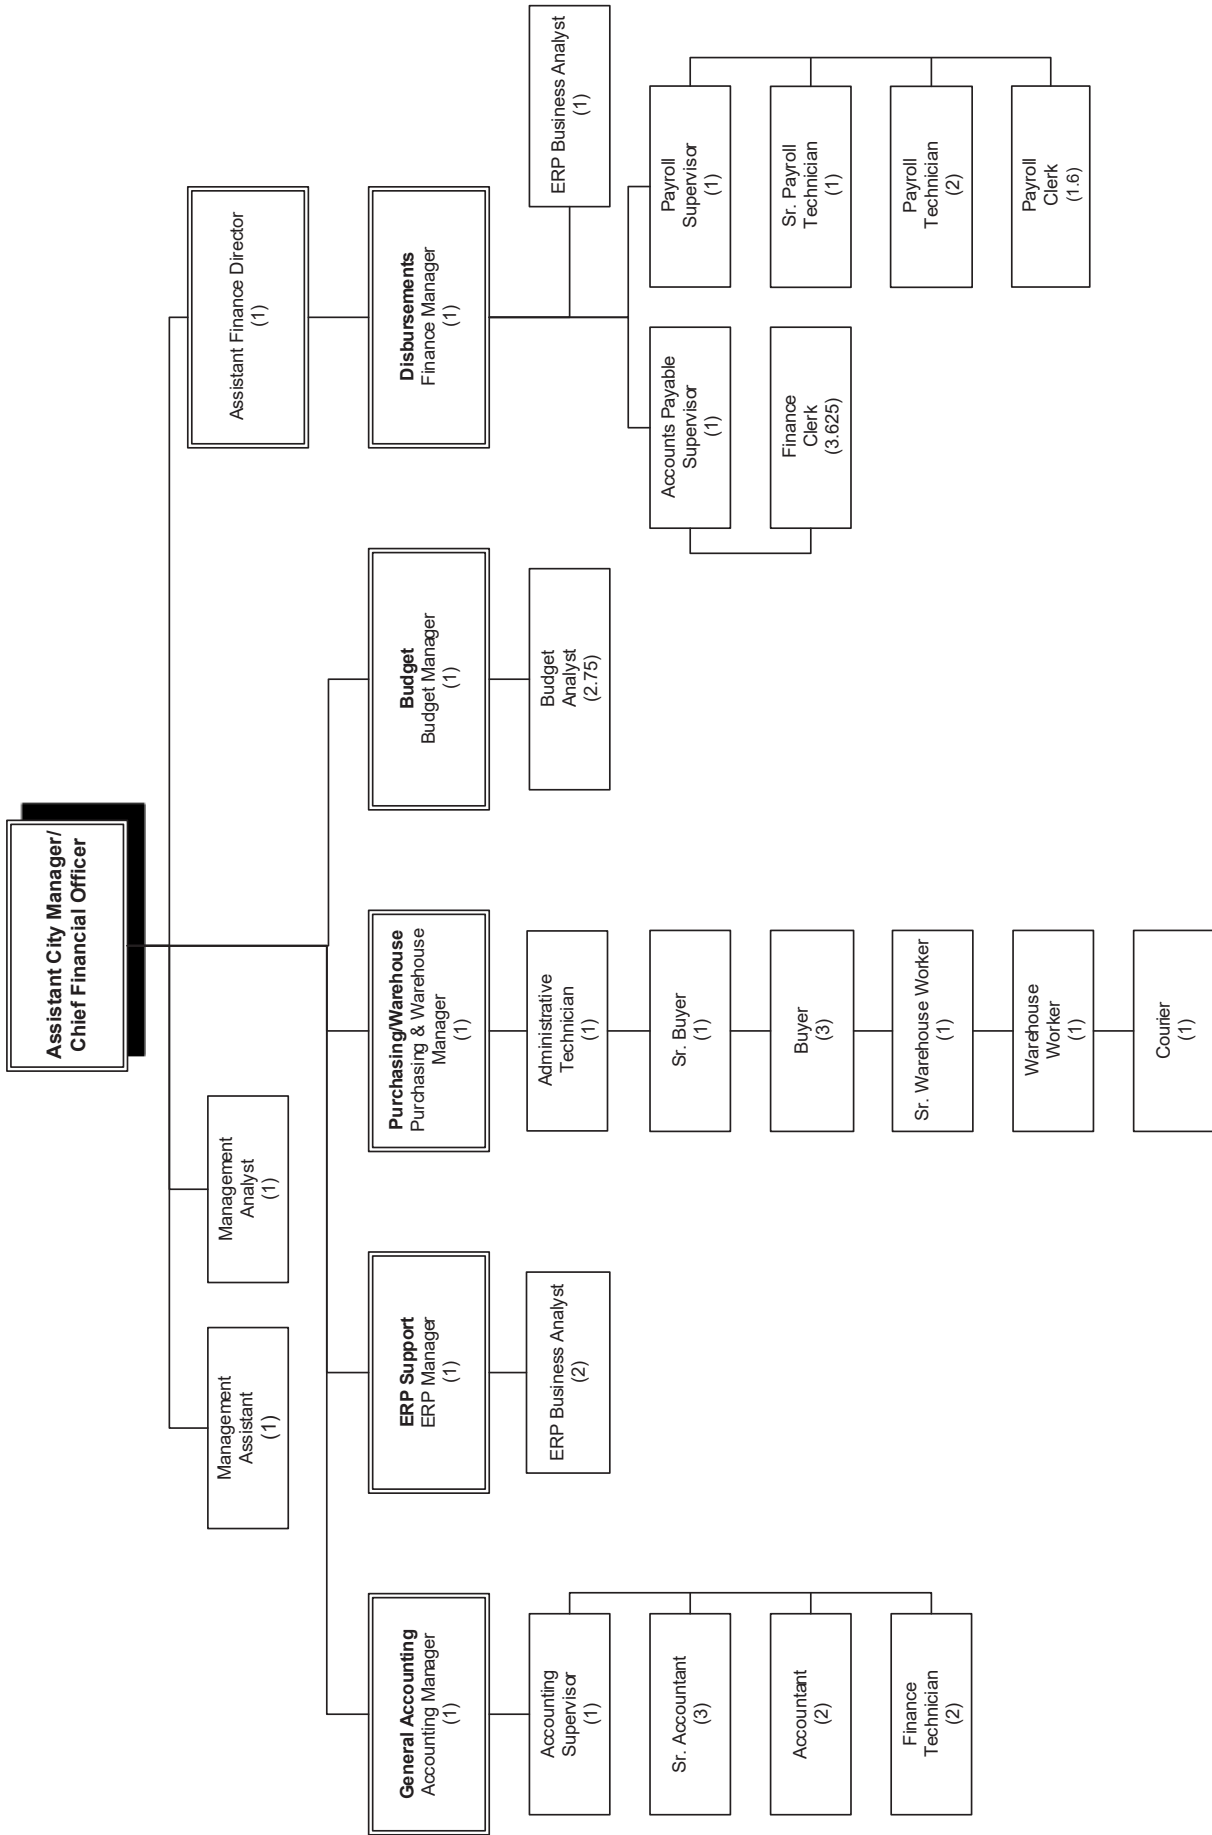 Assistant City Manager/
Chief Financial Officer
Management
Assistant
(1)
Management
Analyst
(1)
Assistant Finance Director
(1)
General Accounting
Accounting Manager
(1)
ERP Support
ERP Manager
(1)
Purchasing/Warehouse
Purchasing & Warehouse
Manager
(1)
Budget
Budget Manager
(1)
Disbursements
Finance Manager
(1)
Accounting
Supervisor
(1)
Sr. Accountant
(3)
Accountant
(2)
Finance
Technician
(2)
ERP Business Analyst
(2)
Administrative
Technician
(1)
Sr. Buyer
(1)
Buyer
(3)
Sr. Warehouse Worker
(1)
Warehouse
Worker
(1)
Courier
(1)
Budget
Analyst
(2.75)
ERP Business Analyst
(1)
Accounts Payable
Supervisor
(1)
Finance
Clerk
(3.625)
Payroll
Supervisor
(1)
Sr. Payroll
Technician
(1)
Payroll
Technician
(2)
Payroll
Clerk
(1.6)